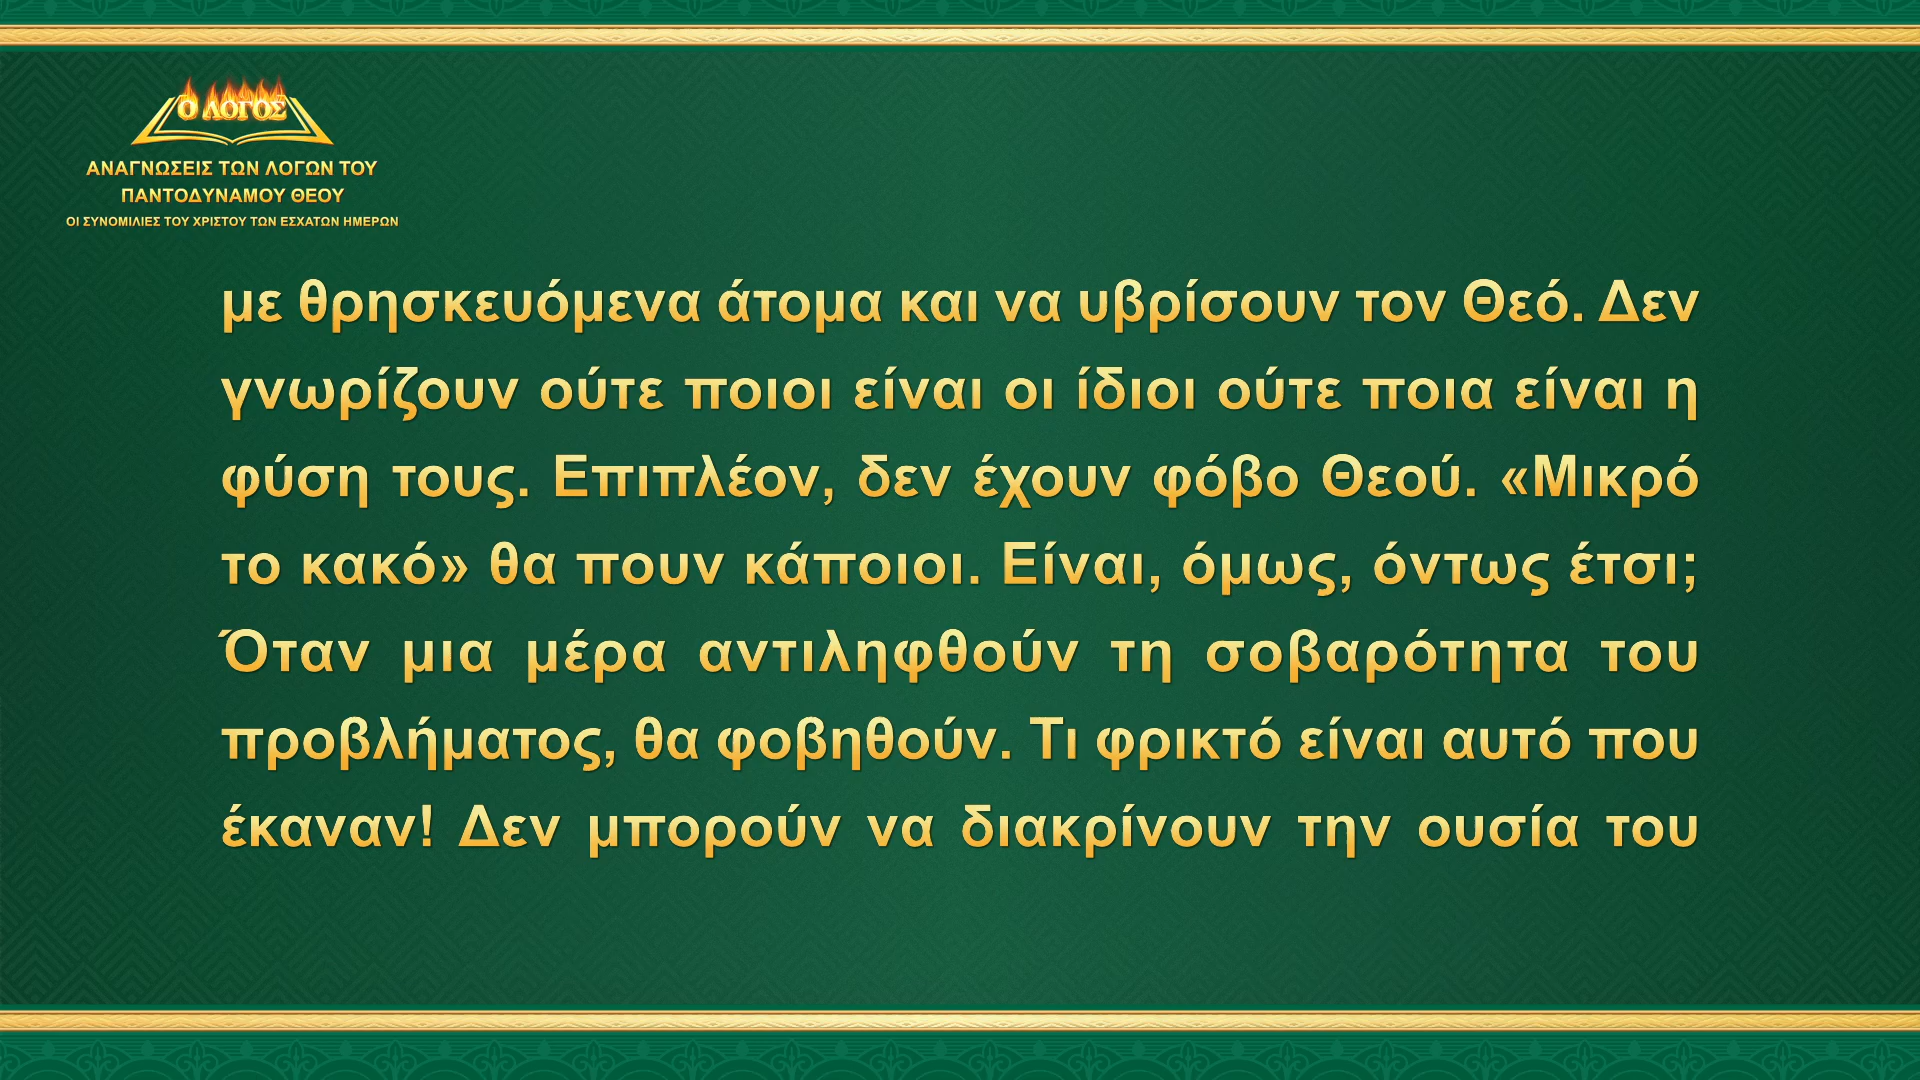 Ο ΛΟΓΟΣ
ΑΝΑΓΝΩΣΕΙΣ ΤΩΝ ΛΟΓΩΝ ΤΟΥ
ΠΑΝΤΟΔΥΝΑΜΟΥ ΘΕΟΥ
ΟΙ ΣΥΝΟΜΙΛΙΕΣ ΤΟΥ ΧΡΙΣΤΟΥ ΤΩΝ ΕΣΧΑΤΩΝ ΗΜΕΡΩΝ
με θρησκευόμενα άτομα και να υβρίσουν τον Θεό. Δεν
γνωρίζουν ούτε ποιοι είναι οι ίδιοι ούτε ποια είναι η
φύση τους. Επιπλέον, δεν έχουν φόβο Θεού. «Μικρό
το κακό» θα πουν κάποιοι. Είναι, όμως, όντως έτσι;
Όταν μια μέρα αντιληφθούν τη σοβαρότητα του
προβλήματος, θα φοβηθούν. Τι φρικτό είναι αυτό που
έκαναν! Δεν μπορούν να διακρίνουν την ουσία του